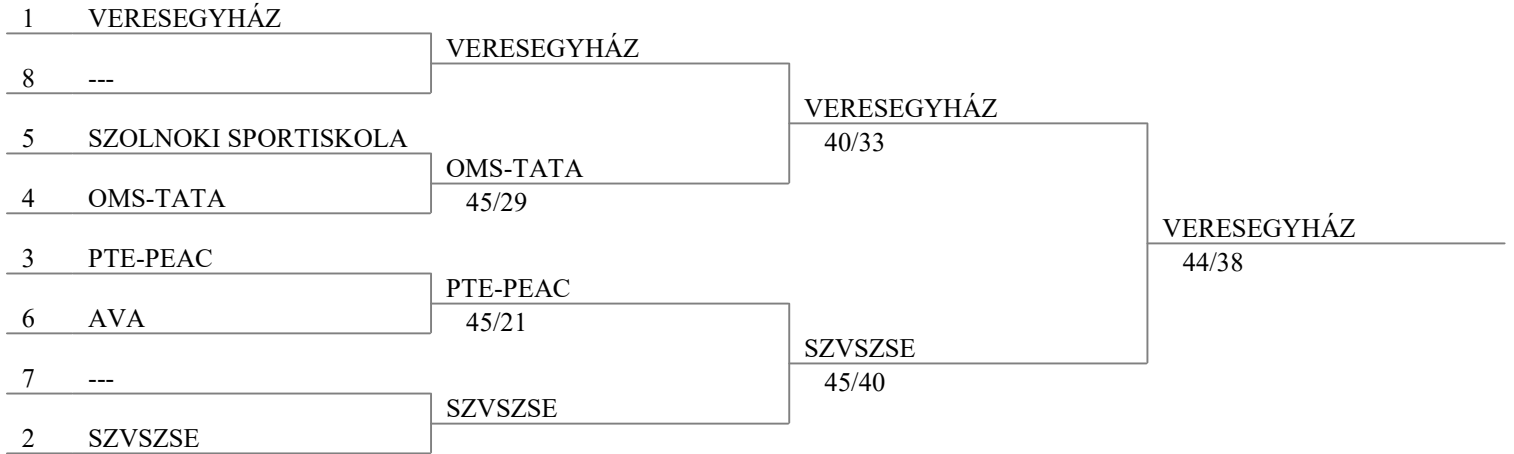 1 VERESEGYHÁZ
VERESEGYHÁZ
8 ---
VERESEGYHÁZ
40/33
5 SZOLNOKI SPORTISKOLA
OMS-TATA
45/29
4 OMS-TATA
VERESEGYHÁZ
44/38
3 PTE-PEAC
PTE-PEAC
45/21
6 AVA
SZVSZSE
45/40
7 ---
SZVSZSE
2 SZVSZSE